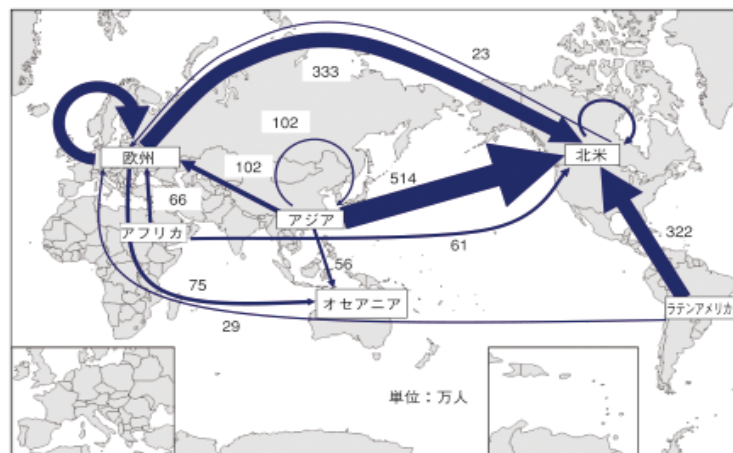 23
333
102
欧州
北米
102
514
66
アジア
アフリカ
61
322
56
75
オセアニア
ラテンアメリカ
29
単位：万人